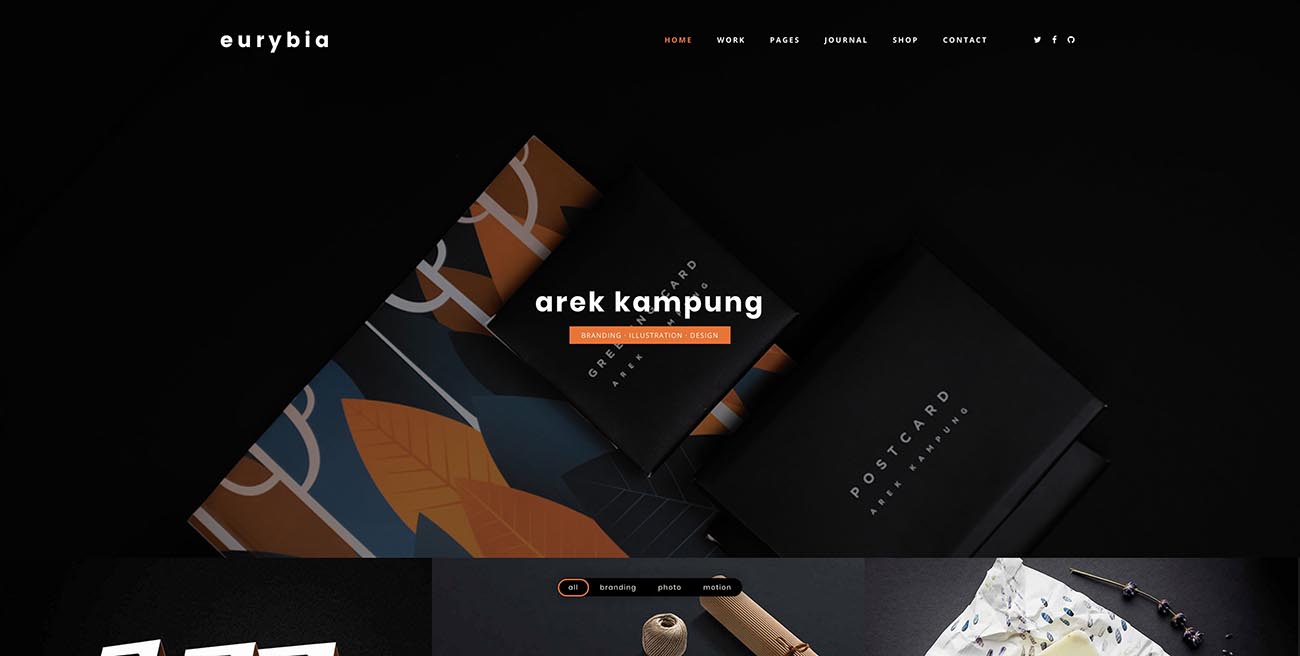 eurybia
HOME WORK PAGES JOURNAL SHOP CONTACT
arek kampung
BRANDING · ILLUSTRATION · DESIGN
GREETING CARD
AREK KAMPUNG
POSTCARD
AREK KAMPUNG
all branding photo motion